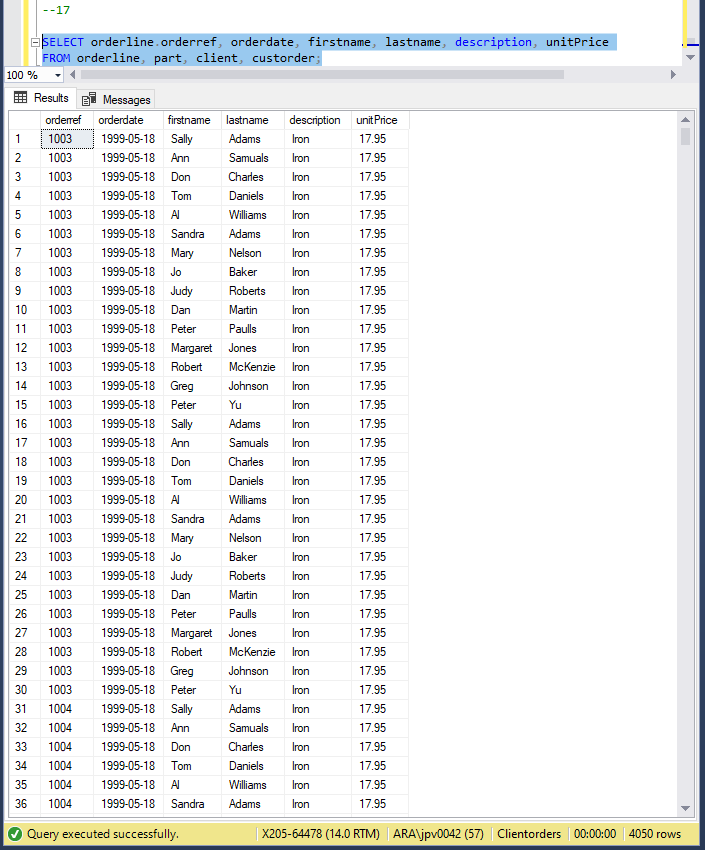 --17
SELECT orderline.orderref, orderdate, firstname, lastname, description, unitPrice
FROM orderline, part, client, custorder;
100 %
Results Messages
orderref orderdate firstname lastname description unitPrice
1 1003 1999-05-18 Sally Adams Iron 17.95
2 1003 1999-05-18 Ann Samuals Iron 17.95
3 1003 1999-05-18 Don Charles Iron 17.95
4 1003 1999-05-18 Tom Daniels Iron 17.95
5 1003 1999-05-18 Al Williams Iron 17.95
6 1003 1999-05-18 Sandra Adams Iron 17.95
7 1003 1999-05-18 Mary Nelson Iron 17.95
8 1003 1999-05-18 Jo Baker Iron 17.95
9 1003 1999-05-18 Judy Roberts Iron 17.95
10 1003 1999-05-18 Dan Martin Iron 17.95
11 1003 1999-05-18 Peter Paulls Iron 17.95
12 1003 1999-05-18 Margaret Jones Iron 17.95
13 1003 1999-05-18 Robert McKenzie Iron 17.95
14 1003 1999-05-18 Greg Johnson Iron 17.95
15 1003 1999-05-18 Peter Yu Iron 17.95
16 1003 1999-05-18 Sally Adams Iron 17.95
17 1003 1999-05-18 Ann Samuals Iron 17.95
18 1003 1999-05-18 Don Charles Iron 17.95
19 1003 1999-05-18 Tom Daniels Iron 17.95
20 1003 1999-05-18 Al Williams Iron 17.95
21 1003 1999-05-18 Sandra Adams Iron 17.95
22 1003 1999-05-18 Mary Nelson Iron 17.95
23 1003 1999-05-18 Jo Baker Iron 17.95
24 1003 1999-05-18 Judy Roberts Iron 17.95
25 1003 1999-05-18 Dan Martin Iron 17.95
26 1003 1999-05-18 Peter Paulls Iron 17.95
27 1003 1999-05-18 Margaret Jones Iron 17.95
28 1003 1999-05-18 Robert McKenzie Iron 17.95
29 1003 1999-05-18 Greg Johnson Iron 17.95
30 1003 1999-05-18 Peter Yu Iron 17.95
31 1004 1999-05-18 Sally Adams Iron 17.95
32 1004 1999-05-18 Ann Samuals Iron 17.95
33 1004 1999-05-18 Don Charles Iron 17.95
34 1004 1999-05-18 Tom Daniels Iron 17.95
35 1004 1999-05-18 Al Williams Iron 17.95
36 1004 1999-05-18 Sandra Adams Iron 17.95
Query executed successfully. X205-64478 (14.0 RTM) ARA\jpv0042 (57) Clientorders 00:00:00 4050 rows